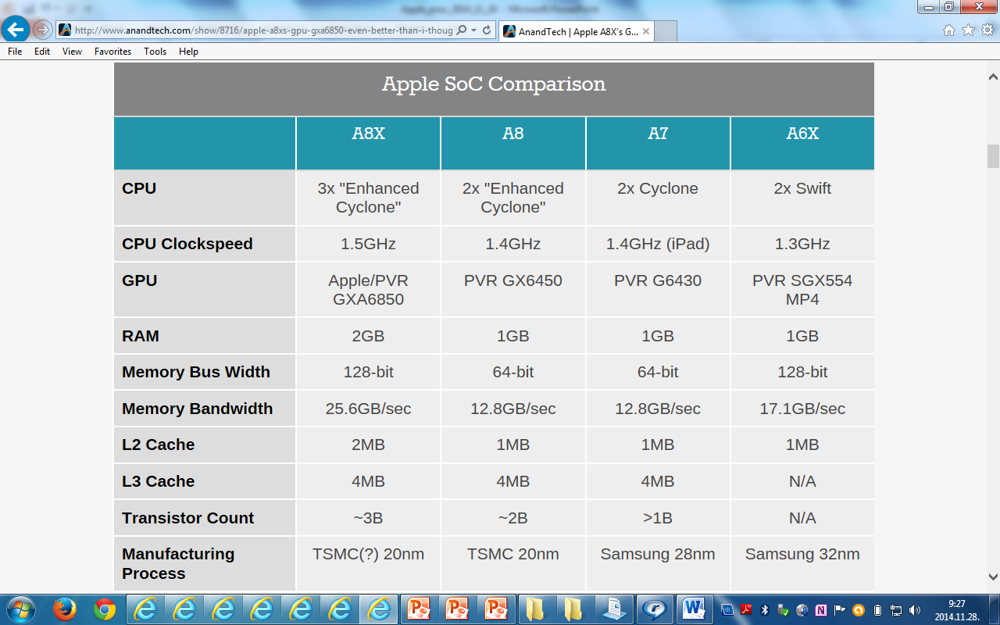 Apple_proc_2014_11_26 - Microsoft PowerPoint
http://www.anandtech.com/show/8716/apple-a8xs-gpu-gxa6850-even-better-than-i-thoug
AnandTech | Apple A8X's G...
File Edit View Favorites Tools Help
Apple SoC Comparison
A8X A8 A7 A6X
CPU 3x "Enhanced 2x "Enhanced 2x Cyclone 2x Swift
Cyclone" Cyclone"
CPU Clockspeed 1.5GHz 1.4GHz 1.4GHz (iPad) 1.3GHz
GPU Apple/PVR PVR GX6450 PVR G6430 PVR SGX554
GXA6850 MP4
RAM 2GB 1GB 1GB 1GB
Memory Bus Width 128-bit 64-bit 64-bit 128-bit
Memory Bandwidth 25.6GB/sec 12.8GB/sec 12.8GB/sec 17.1GB/sec
L2 Cache 2MB 1MB 1MB 1MB
L3 Cache 4MB 4MB 4MB N/A
Transistor Count ~3B ~2B >1B N/A
Manufacturing TSMC(?) 20nm TSMC 20nm Samsung 28nm Samsung 32nm
Process
9:27
2014.11.28.